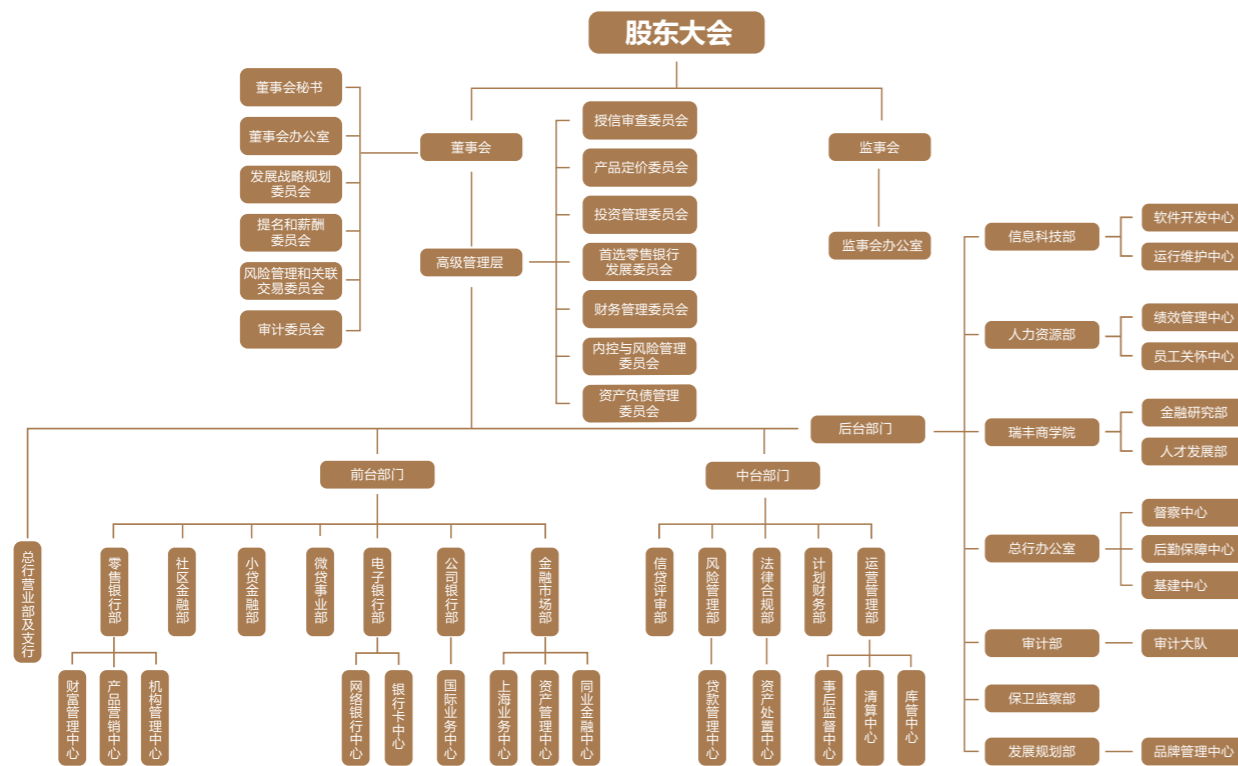 股东大会
董事会秘书
董事会办公室
发展战略规划
委员会
提名和薪酬
委员会
风险管理和关联
交易委员会
审计委员会
董事会
高级管理层
授信审查委员会
产品定价委员会
投资管理委员会
首选零售银行
发展委员会
财务管理委员会
内控与风险管理
委员会
资产负债管理
委员会
监事会
监事会办公室
后台部门
信息科技部
软件开发中心
运行维护中心
人力资源部
绩效管理中心
员工关怀中心
瑞丰商学院
金融研究部
人才发展部
总行办公室
督察中心
后勤保障中心
基建中心
审计部
审计大队
保卫监察部
发展规划部
品牌管理中心
前台部门
中台部门
总行营业部及支行
零售银行部
社区金融部
小贷金融部
微贷事业部
电子银行部
公司银行部
金融市场部
信贷评审部
风险管理部
法律合规部
计划财务部
运营管理部
财富管理中心
产品营销中心
机构管理中心
网络银行中心
银行卡中心
国际业务中心
上海业务中心
资产管理中心
同业金融中心
贷款管理中心
资产处置中心
事后监督中心
清算中心
库管中心